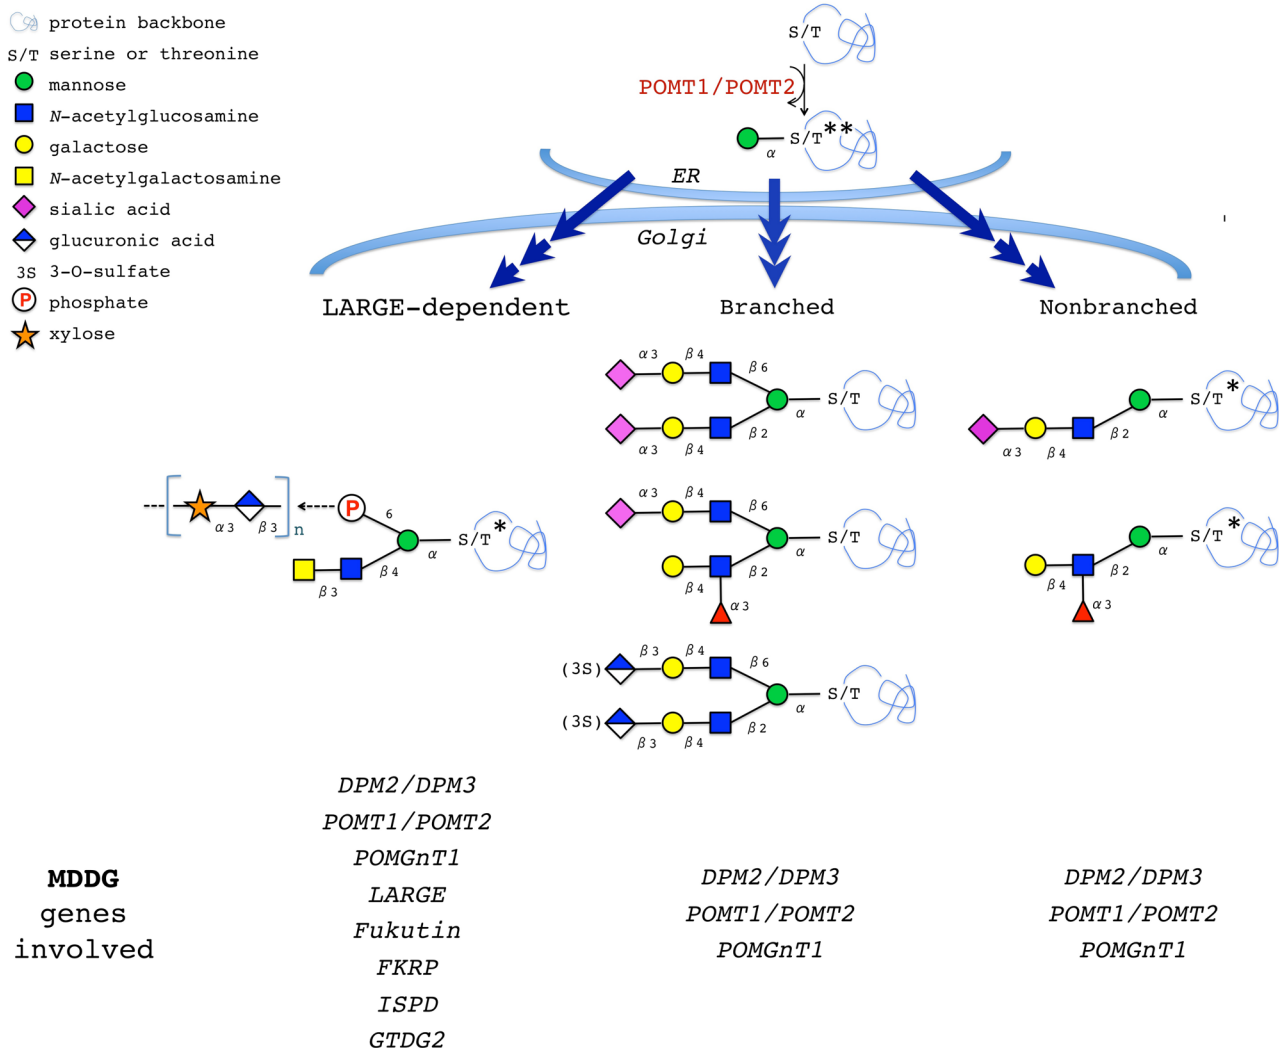 protein backbone
S/T serine or threonine
mannose
N-acetylglucosamine
galactose
N-acetylgalactosamine
sialic acid
glucuronic acid
3S 3-O-sulfate
P phosphate
xylose
S/T
POMT1/POMT2
α S/T**
ER
Golgi
LARGE-dependent
Branched
Nonbranched
α3 β4 β6
α S/T
α3 β4 β2
α S/T*
α3 β4 β2
α3 β3 n P 6
β3 β4 α S/T*
α3 β4 β6
α S/T
β4 β2
α3
α S/T*
β4 β2
α3
(3S) β3 β4 β6
α S/T
(3S) β3 β4 β2
MDDG
genes
involved
DPM2/DPM3
POMT1/POMT2
POMGnT1
LARGE
Fukutin
FKRP
ISPD
GTDG2
DPM2/DPM3
POMT1/POMT2
POMGnT1
DPM2/DPM3
POMT1/POMT2
POMGnT1